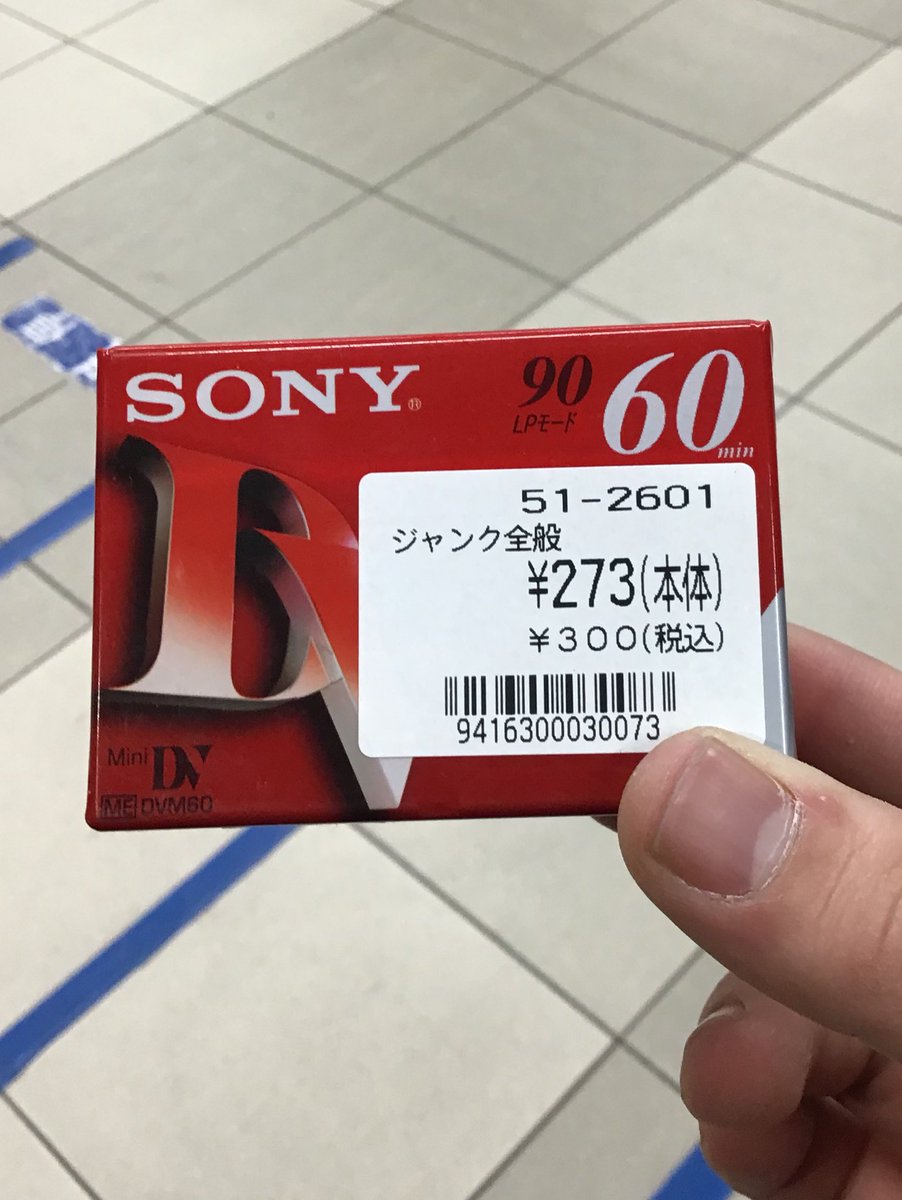 SONY®
90
LPモード
60
min
51-2601
ジャンク全般
¥273(本体)
¥300(税込)
9416300030073
DV
Mini DV
ME DVM60